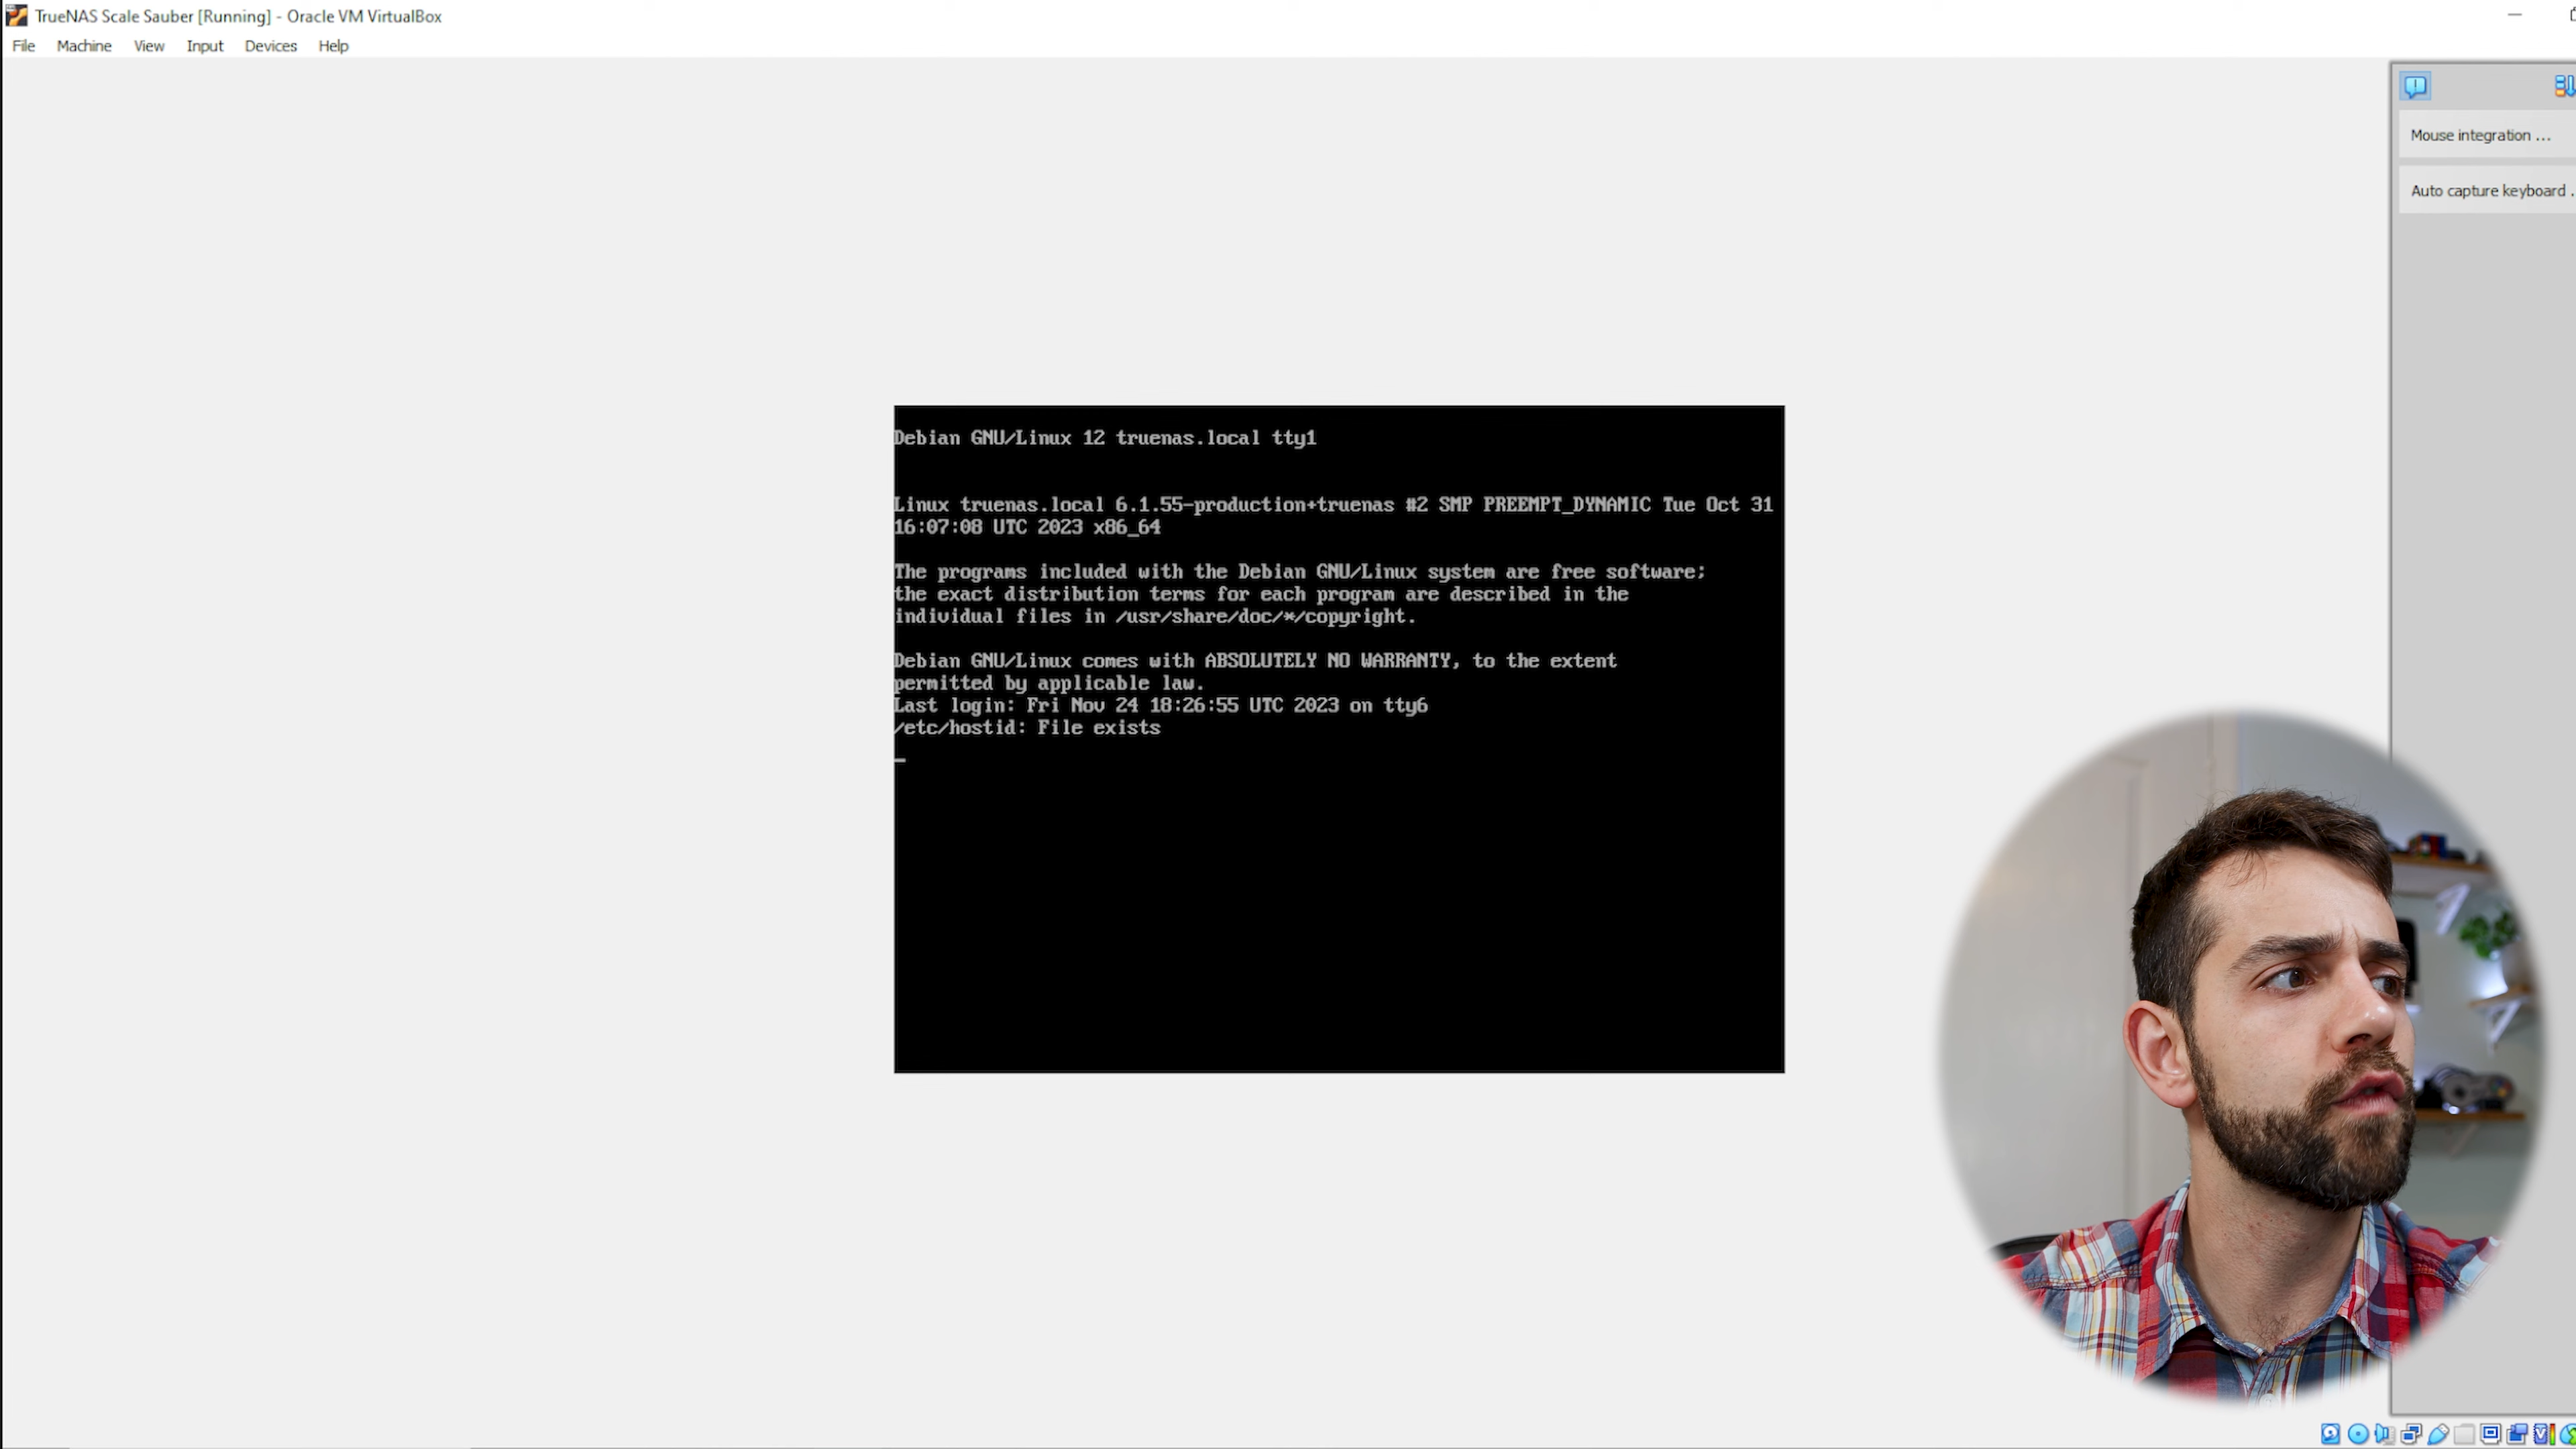 TrueNAS Scale Sauber [Running] - Oracle VM VirtualBox
File Machine View Input Devices Help
Mouse integration ...
Auto capture keyboard .
Debian GNU/Linux 12 truenas.local tty1
Linux truenas.local 6.1.55-production+truenas #2 SMP PREEMPT_DYNAMIC Tue Oct 31
16:07:08 UTC 2023 x86_64
The programs included with the Debian GNU/Linux system are free software;
the exact distribution terms for each program are described in the
individual files in /usr/share/doc/*/copyright.
Debian GNU/Linux comes with ABSOLUTELY NO WARRANTY, to the extent
permitted by applicable law.
Last login: Fri Nov 24 18:26:55 UTC 2023 on tty6
/etc/hostid: File exists